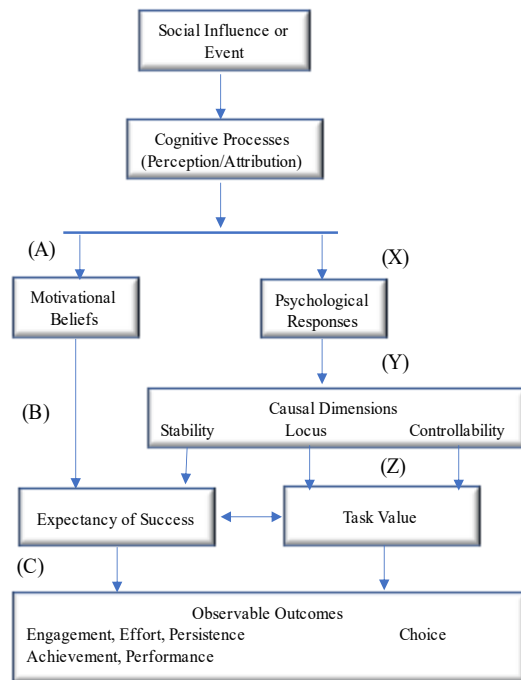 Social Influence or
Event
Cognitive Processes
(Perception/Attribution)
(A)
(X)
Motivational
Beliefs
Psychological
Responses
(Y)
(B)
Causal Dimensions
Stability Locus Controllability
(Z)
Expectancy of Success
Task Value
(C)
Observable Outcomes
Engagement, Effort, Persistence Choice
Achievement, Performance